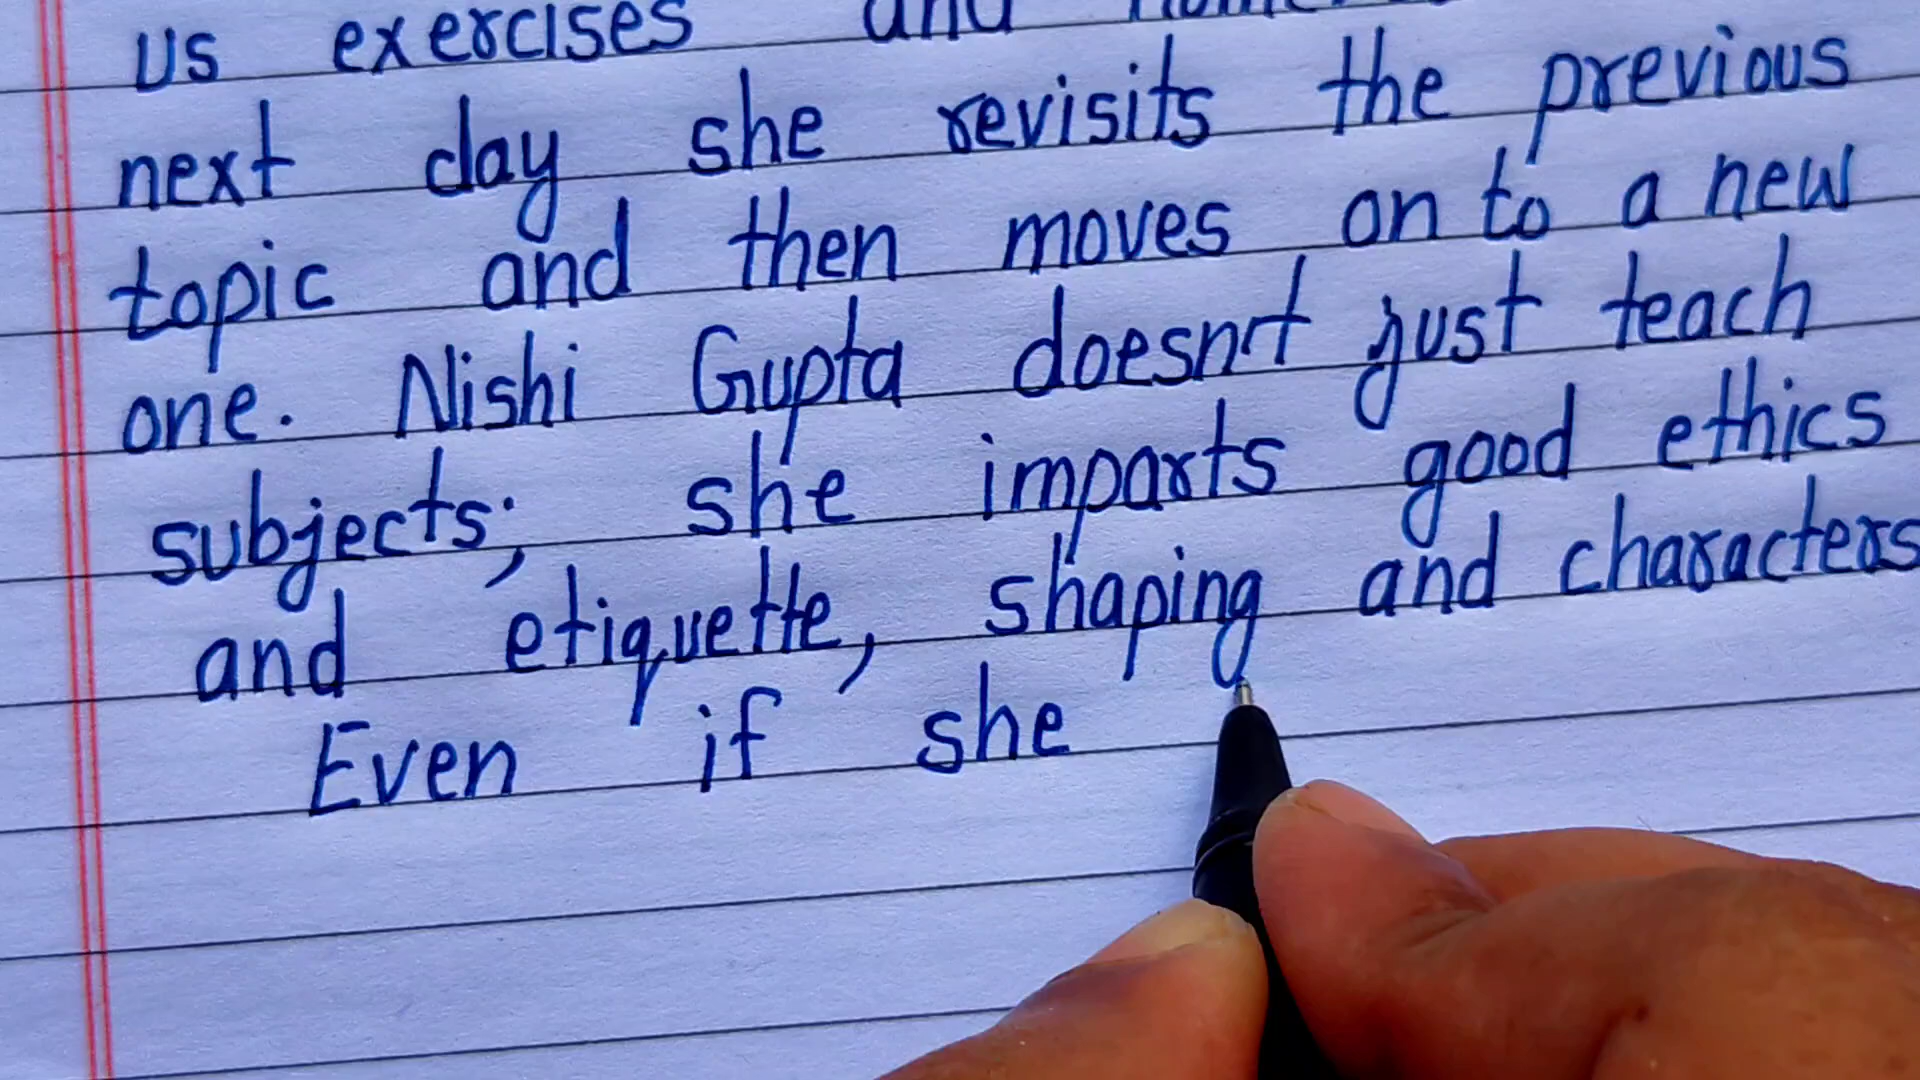 us exercises and
next day she revisits the previous
topic and then moves on to a new
one. Nishi Gupta doesn't just teach
subjects; she imparts good ethics
and etiquette, shaping and characters
Even if she